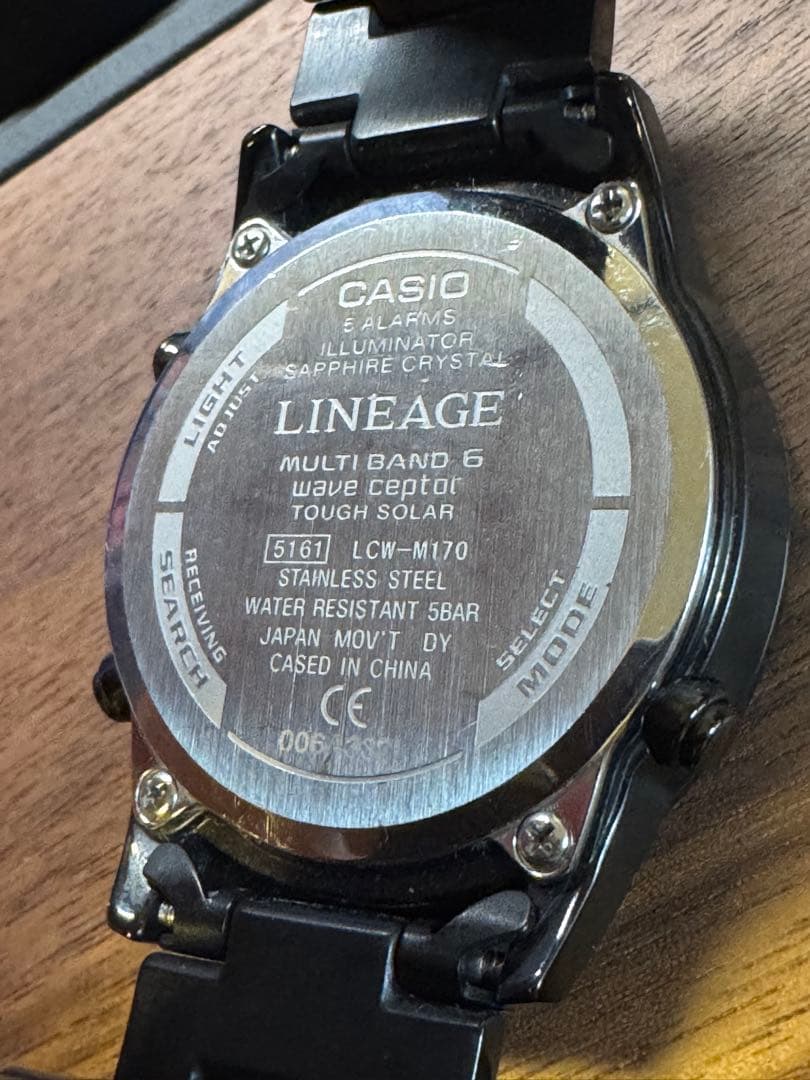 CASIO
5 ALARMS
ILLUMINATOR
SAPPHIRE CRYSTAL
LINEAGE
MULTI BAND 6
wave ceptor
TOUGH SOLAR
5161 LCW-M170
STAINLESS STEEL
WATER RESISTANT 5BAR
JAPAN MOV'T DY
CASED IN CHINA
CE
LIGHT
ADJUST
RECEIVING
SEARCH
SELECT
MODE